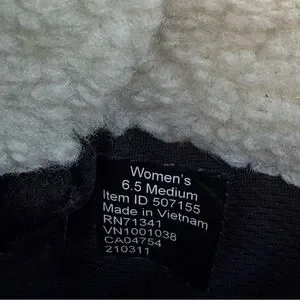 Women's
6.5 Medium
Item ID 507155
Made in Vietnam
RN71341
VN1001038
CA04754
210311